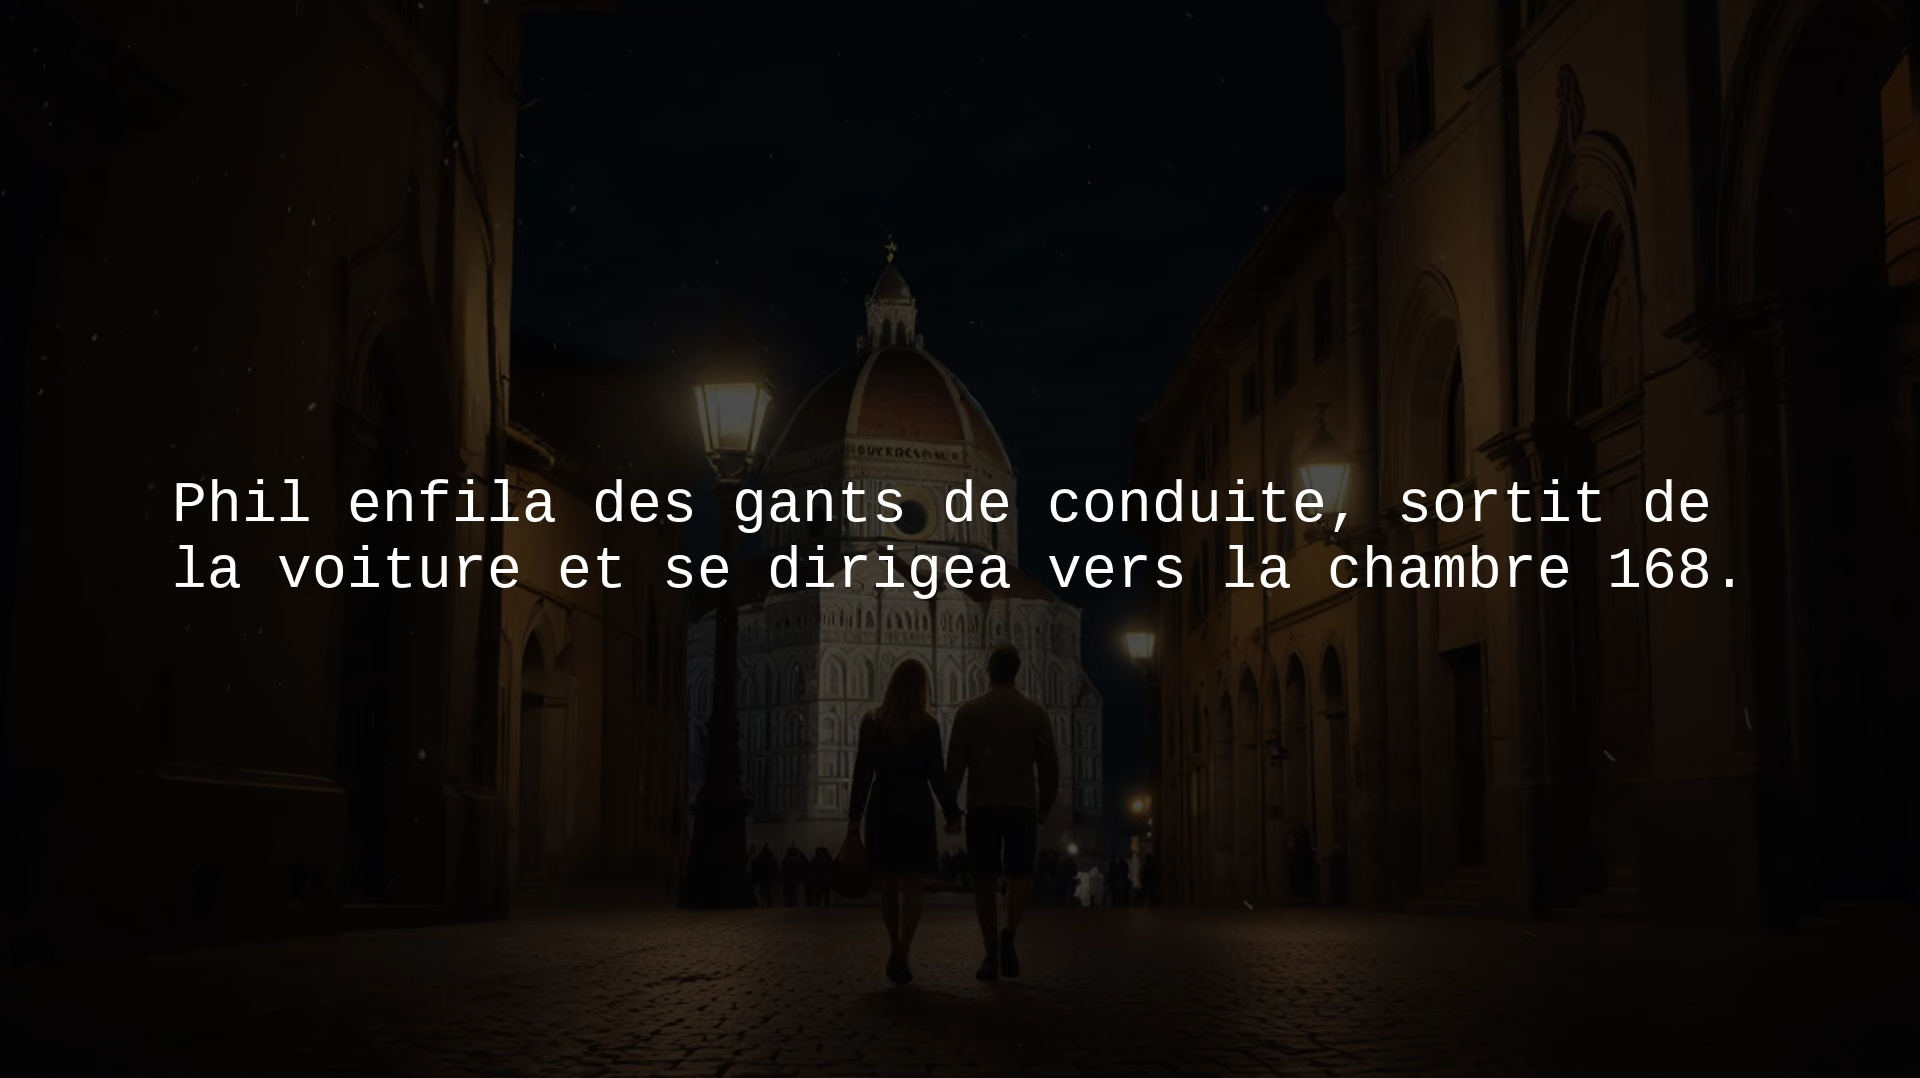 Phil enfila des gants de conduite, sortit de
la voiture et se dirigea vers la chambre 168.